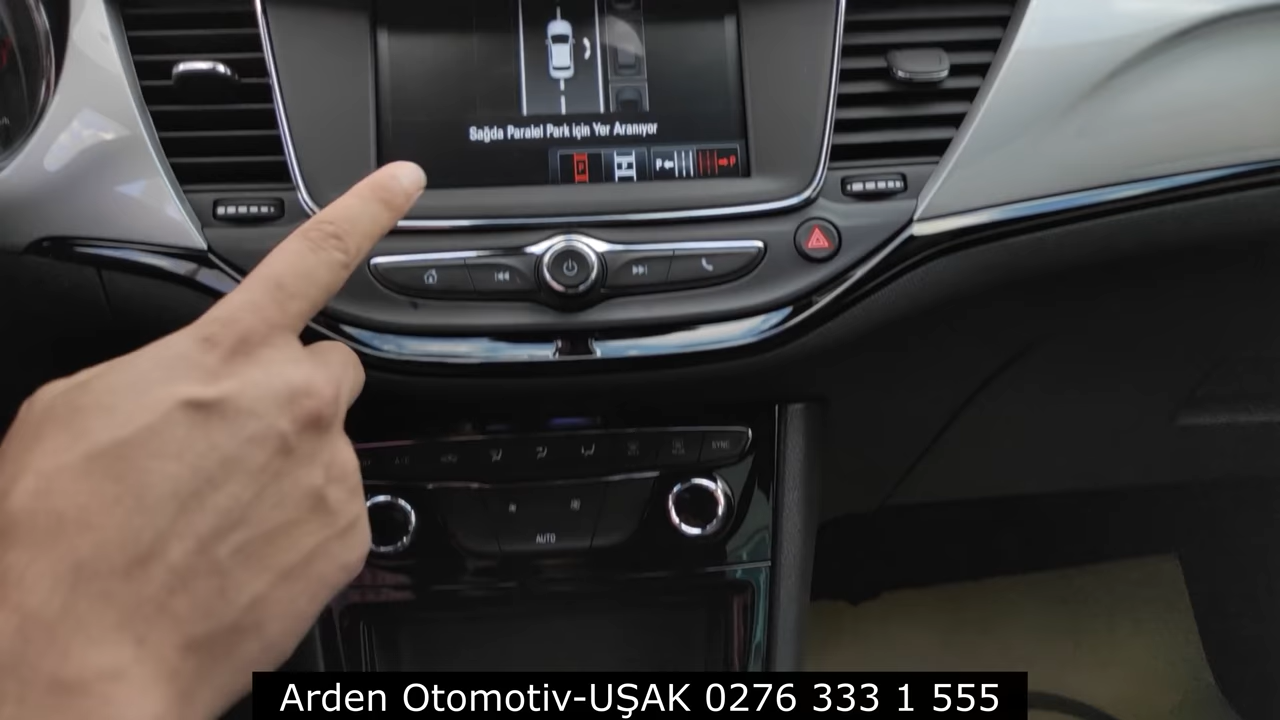 Sağda Paralel Park için Yer Aranıyor
P
P
P
SYNC
AUTO
Arden Otomotiv-UŞAK 0276 333 1 555